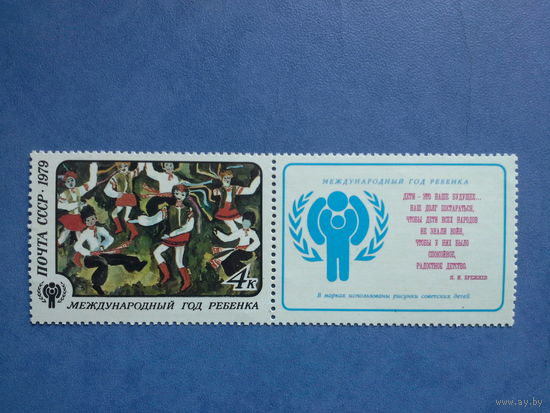 ПОЧТА СССР · 1979
4к
МЕЖДУНАРОДНЫЙ ГОД РЕБЕНКА
МЕЖДУНАРОДНЫЙ ГОД РЕБЕНКА
ДЕТИ - ЭТО НАШЕ БУДУЩЕЕ...
НАШ ДОЛГ ПОСТАРАТЬСЯ,
ЧТОБЫ ДЕТИ ВСЕХ НАРОДОВ
НЕ ЗНАЛИ ВОЙН,
ЧТОБЫ У НИХ БЫЛО
СПОКОЙНОЕ,
РАДОСТНОЕ ДЕТСТВО.
Л. И. БРЕЖНЕВ
В марках использованы рисунки советских детей
www.ay.by